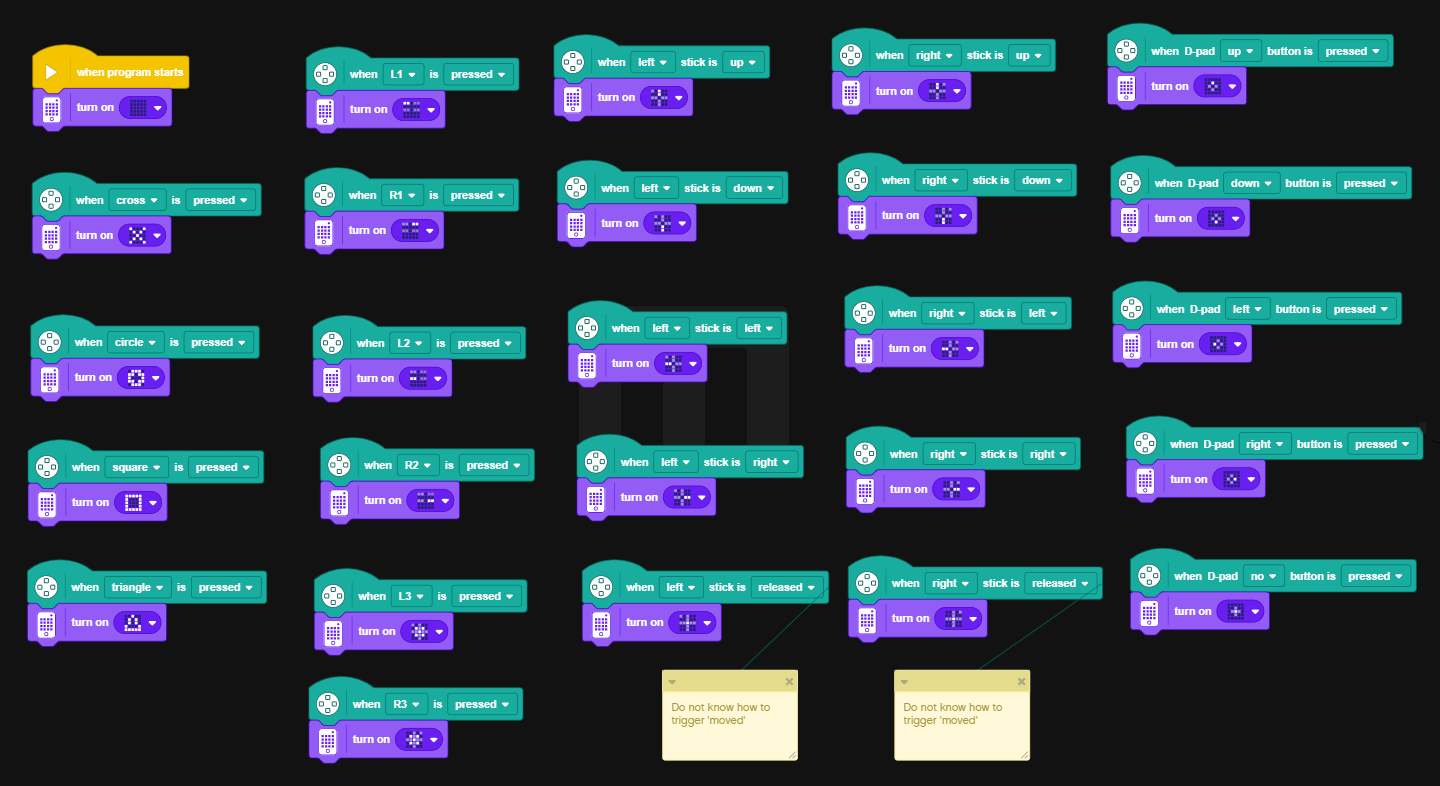 when program starts
turn on
when cross is pressed
turn on
when circle is pressed
turn on
when square is pressed
turn on
when triangle is pressed
turn on
when L1 is pressed
turn on
when R1 is pressed
turn on
when L2 is pressed
turn on
when R2 is pressed
turn on
when L3 is pressed
turn on
when R3 is pressed
turn on
when left stick is up
turn on
when left stick is down
turn on
when left stick is left
turn on
when left stick is right
turn on
when left stick is released
turn on
Do not know how to
trigger 'moved'
when right stick is up
turn on
when right stick is down
turn on
when right stick is left
turn on
when right stick is right
turn on
when right stick is released
turn on
Do not know how to
trigger 'moved'
when D-pad up button is pressed
turn on
when D-pad down button is pressed
turn on
when D-pad left button is pressed
turn on
when D-pad right button is pressed
turn on
when D-pad no button is pressed
turn on